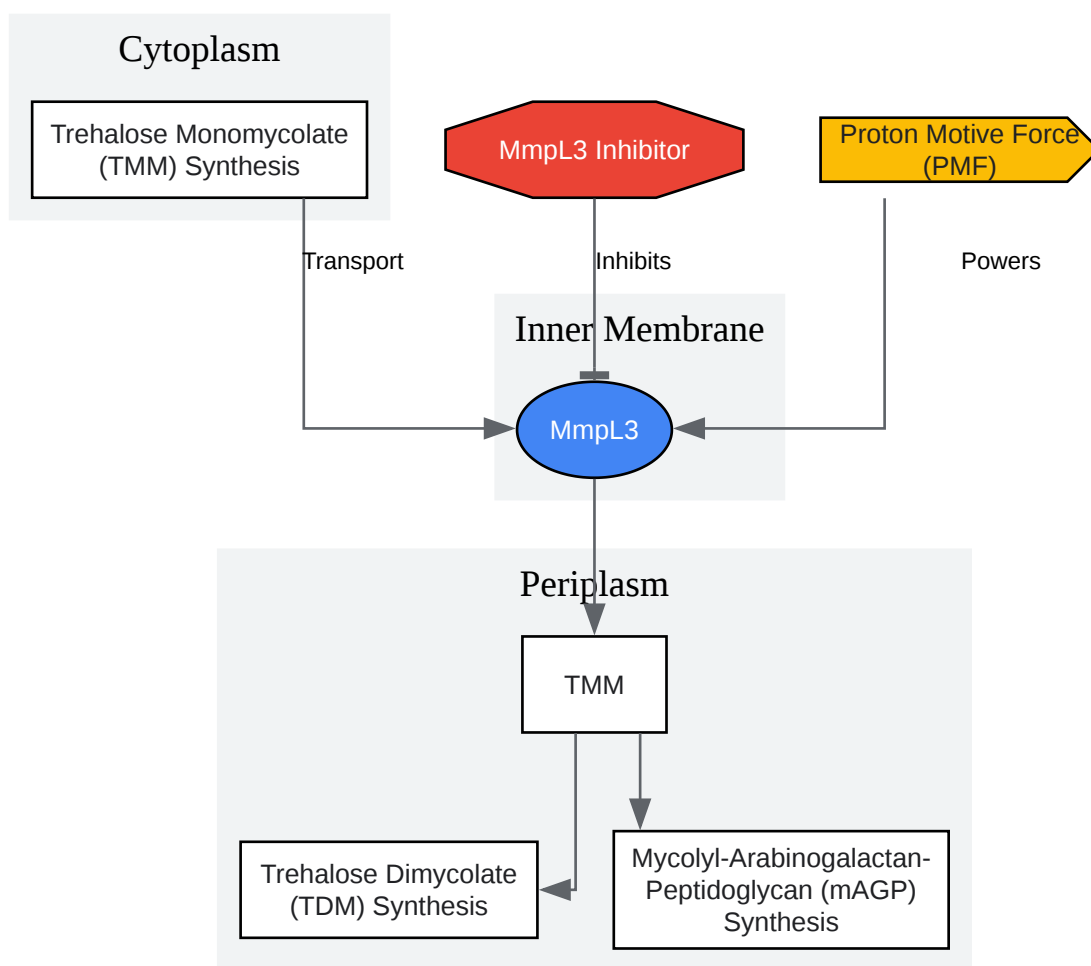 Cytoplasm
Trehalose Monomycolate
(TMM) Synthesis
MmpL3 Inhibitor
Proton Motive Force
(PMF)
Transport
Inhibits
Powers
Inner Membrane
MmpL3
Periplasm
TMM
Trehalose Dimycolate
(TDM) Synthesis
Mycolyl-Arabinogalactan-
Peptidoglycan (mAGP)
Synthesis